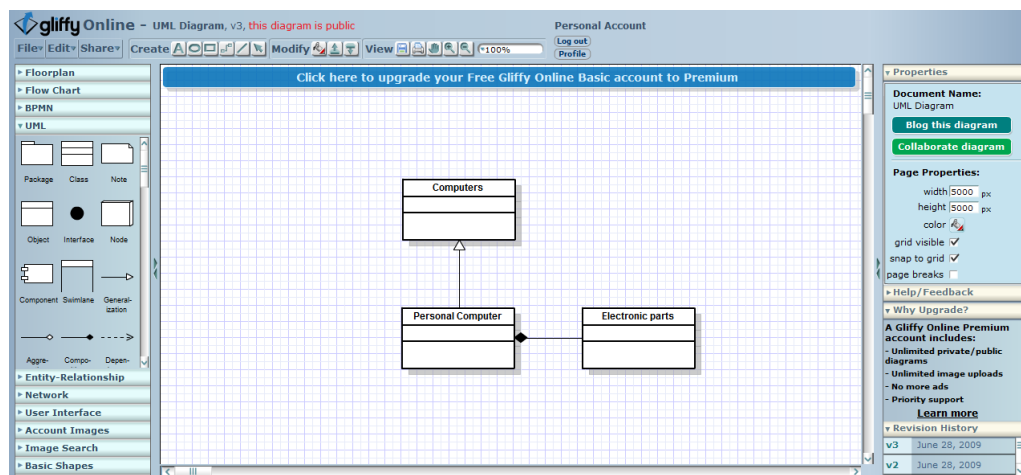 gliffy Online - UML Diagram, v3, this diagram is public
Personal Account
File Edit Share Create A Modify View 100%
Log out
Profile
Floorplan
Flow Chart
BPMN
UML
Package Class Note
Object Interface Node
Component Swimlane General-
ization
Aggre- Compo- Depen-
Entity-Relationship
Network
User Interface
Account Images
Image Search
Basic Shapes
Click here to upgrade your Free Gliffy Online Basic account to Premium
Computers
Personal Computer
Electronic parts
Properties
Document Name:
UML Diagram
Blog this diagram
Collaborate diagram
Page Properties:
width 5000 px
height 5000 px
color
grid visible
snap to grid
page breaks
Help/Feedback
Why Upgrade?
A Gliffy Online Premium
account includes:
- Unlimited private/public
diagrams
- Unlimited image uploads
- No more ads
- Priority support
Learn more
Revision History
v3 June 28, 2009
v2 June 28, 2009